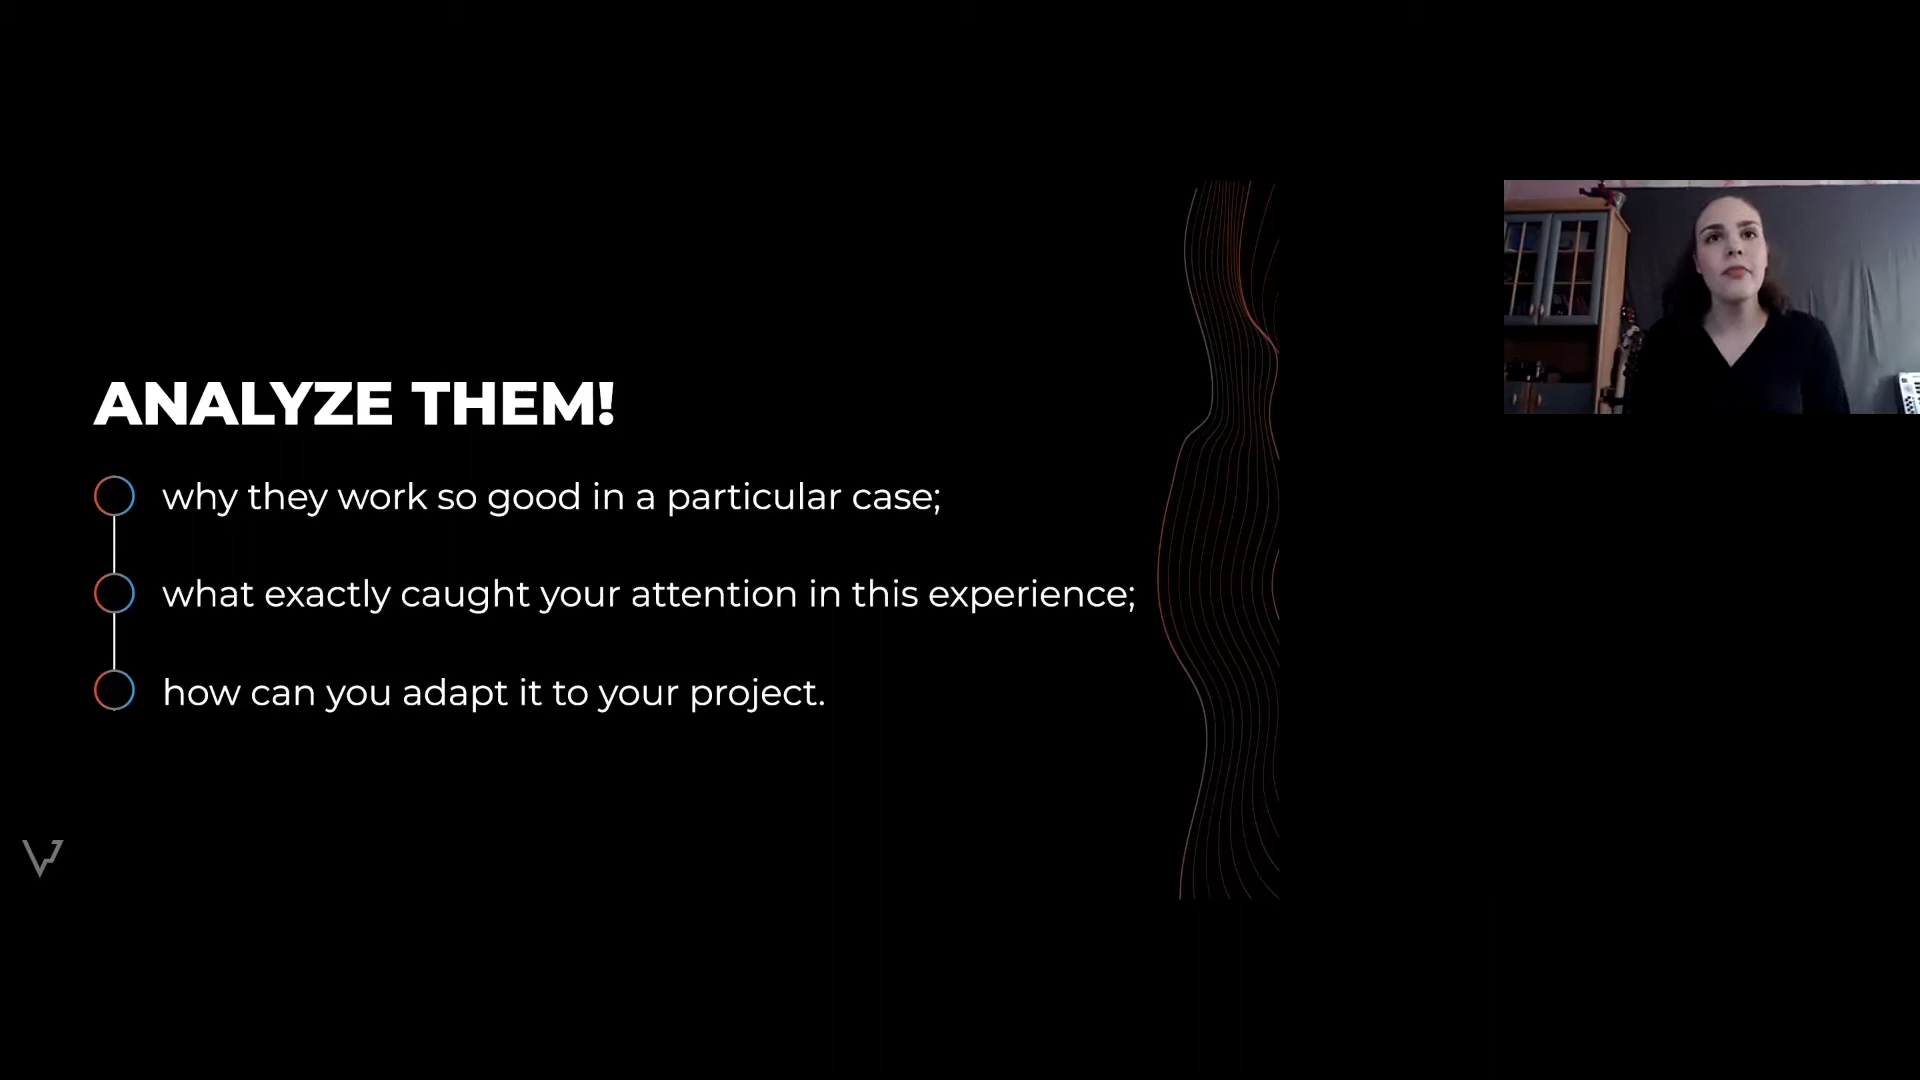 ANALYZE THEM!
why they work so good in a particular case;
what exactly caught your attention in this experience;
how can you adapt it to your project.